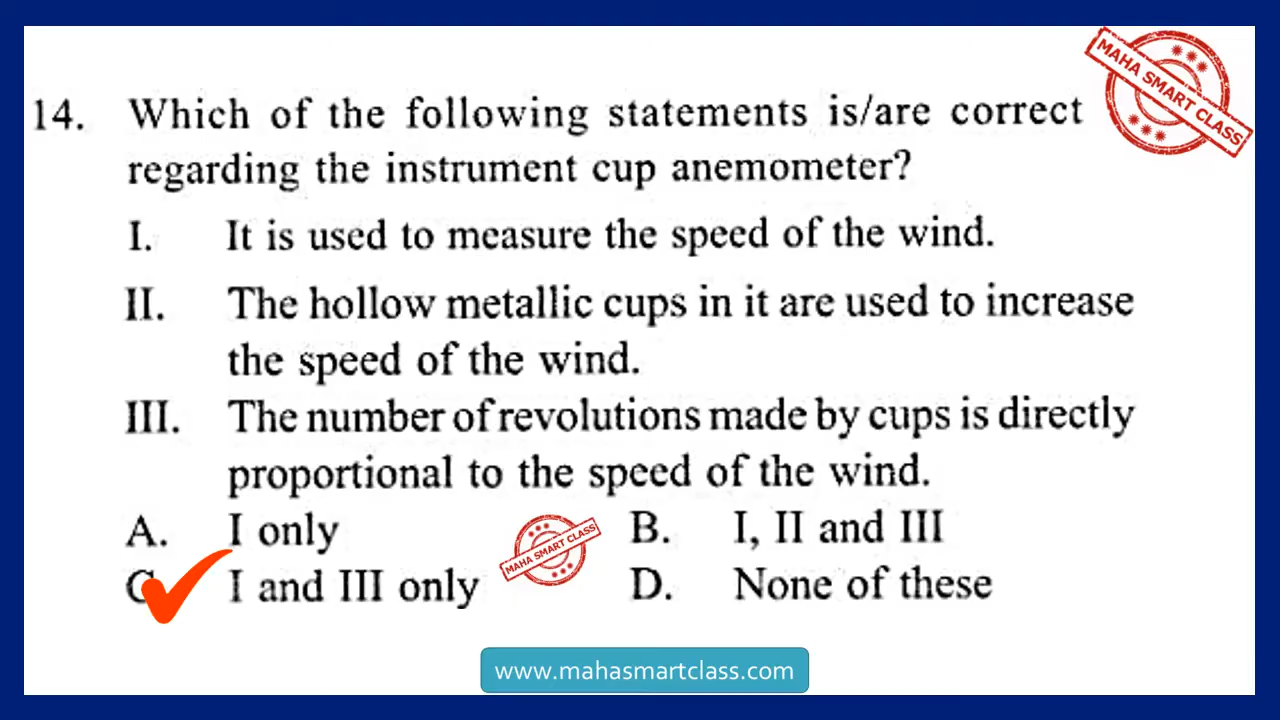 MAHA SMART CLASS
14. Which of the following statements is/are correct
regarding the instrument cup anemometer?
I. It is used to measure the speed of the wind.
II. The hollow metallic cups in it are used to increase
the speed of the wind.
III. The number of revolutions made by cups is directly
proportional to the speed of the wind.
A. I only B. I, II and III
MAHA SMART CLASS
C. I and III only D. None of these
www.mahasmartclass.com